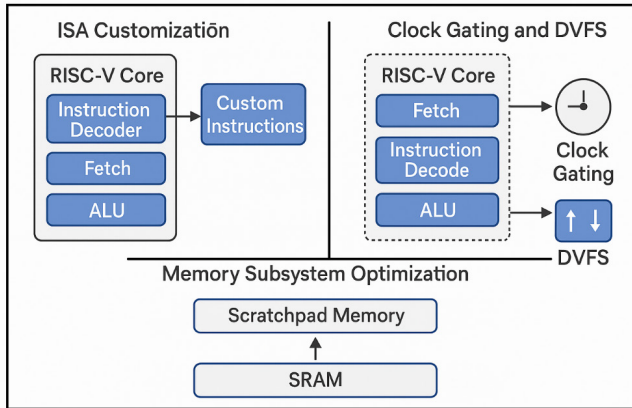 ISA Customization
RISC-V Core
Instruction
Decoder
Fetch
ALU
Custom
Instructions
Clock Gating and DVFS
RISC-V Core
Fetch
Instruction
Decode
ALU
Clock
Gating
DVFS
Memory Subsystem Optimization
Scratchpad Memory
SRAM